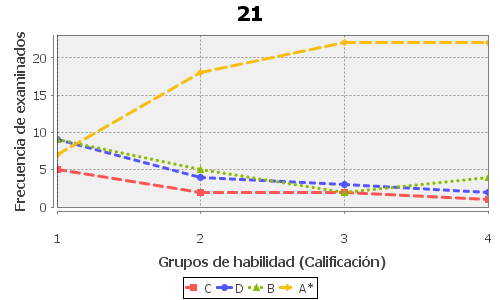 21
Frecuencia de examinados
20
15
10
5
0
1 2 3 4
Grupos de habilidad (Calificación)
C D B A*